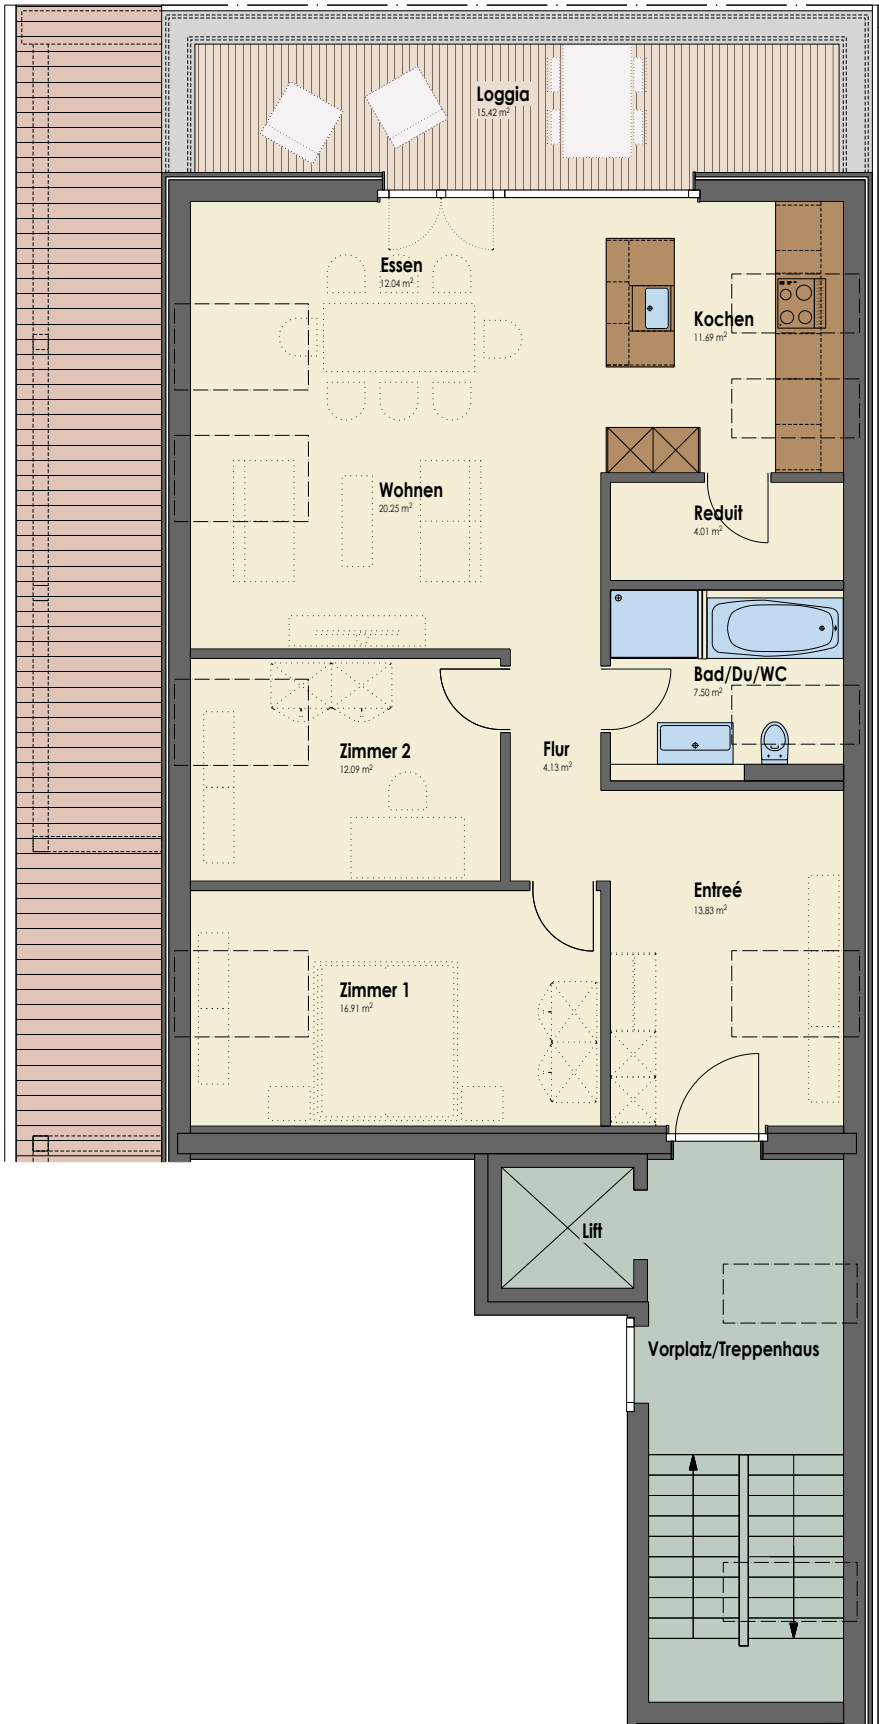 Loggia
15.42 m²
Essen
12.04 m²
Kochen
11.69 m²
Wohnen
20.25 m²
Reduit
4.01 m²
Bad/Du/WC
7.50 m²
Zimmer 2
12.09 m²
Flur
4.13 m²
Entreé
13.83 m²
Zimmer 1
16.91 m²
Lift
Vorplatz/Treppenhaus